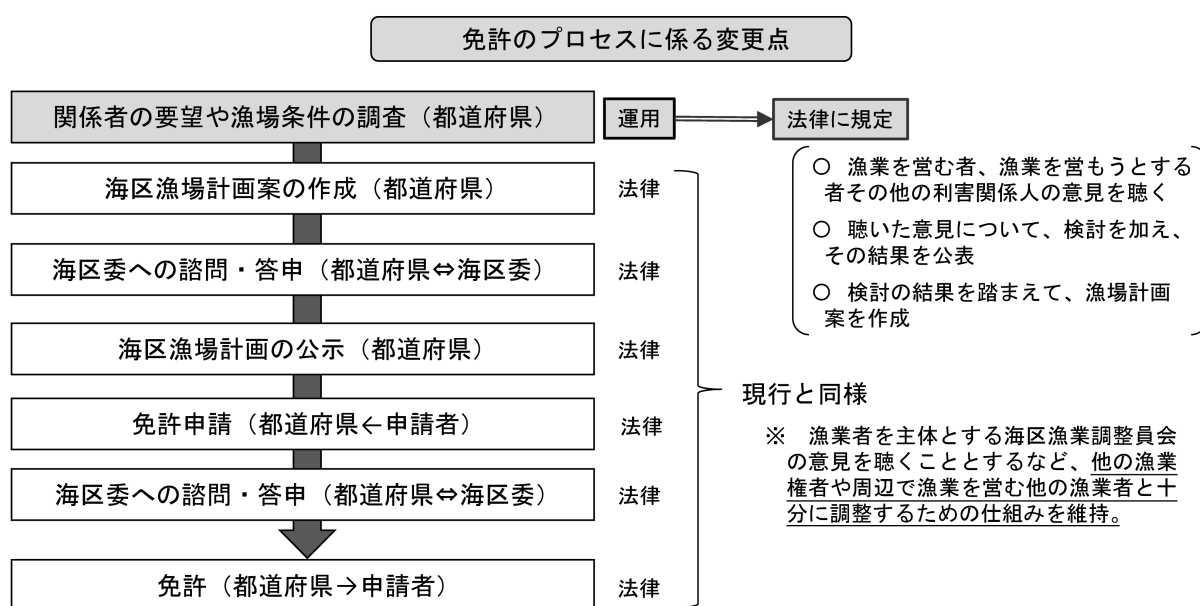 免許のプロセスに係る変更点
関係者の要望や漁場条件の調査（都道府県）
運用
法律に規定
○ 漁業を営む者、漁業を営もうとする
者その他の利害関係人の意見を聴く
○ 聴いた意見について、検討を加え、
その結果を公表
○ 検討の結果を踏まえて、漁場計画
案を作成
海区漁場計画案の作成（都道府県）
法律
海区委への諮問・答申（都道府県⇔海区委）
法律
海区漁場計画の公示（都道府県）
法律
免許申請（都道府県←申請者）
法律
海区委への諮問・答申（都道府県⇔海区委）
法律
免許（都道府県→申請者）
法律
現行と同様
※ 漁業者を主体とする海区漁業調整員会
の意見を聴くこととするなど、他の漁業
権者や周辺で漁業を営む他の漁業者と十
分に調整するための仕組みを維持。